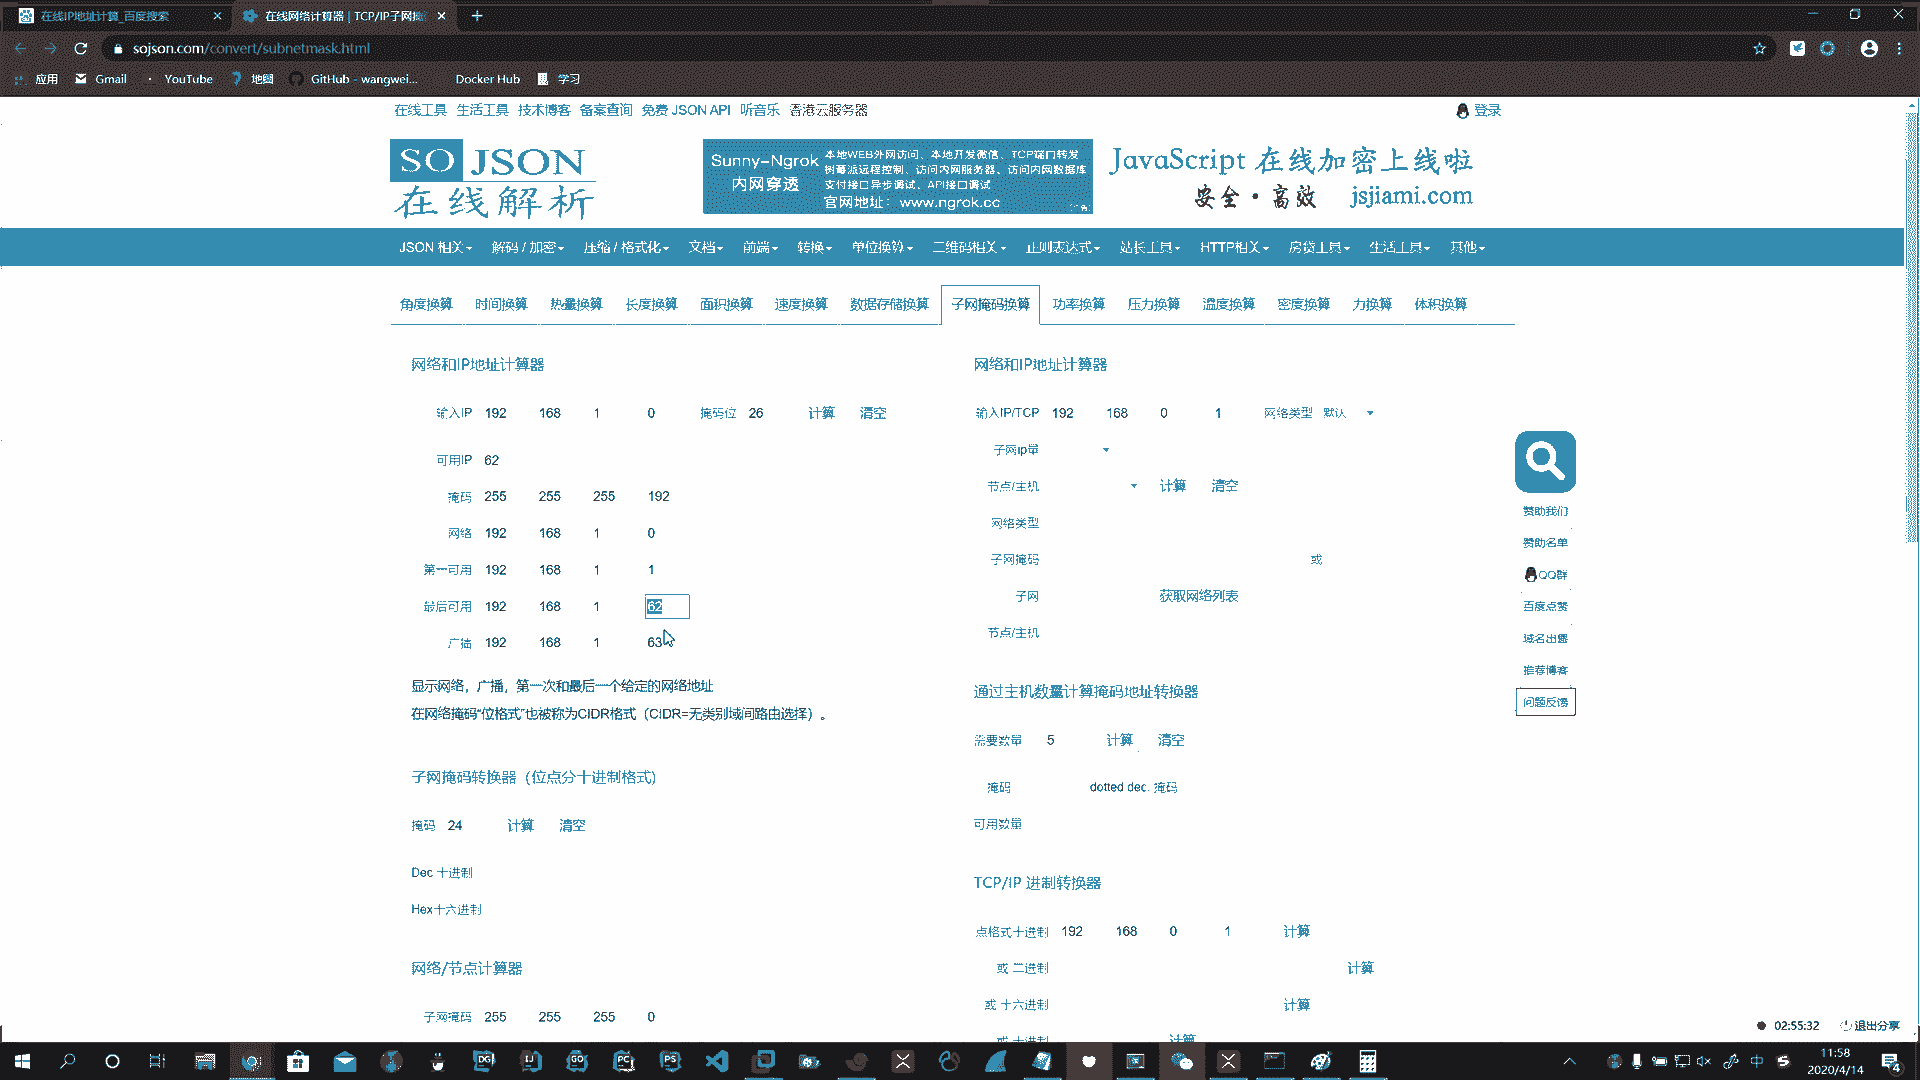 在线IP地址计算_百度搜索
在线网络计算器 | TCP/IP子网掩
sojson.com/convert/subnetmask.html
应用 Gmail YouTube 地图 GitHub - wangwei... Docker Hub 学习
在线工具 生活工具 技术博客 备案查询 免费 JSON API 听音乐 香港云服务器
登录
SO JSON
在线解析
Sunny-Ngrok
内网穿透
本地WEB外网访问、本地开发微信、TCP端口转发
树莓派远程控制、访问内网服务器、访问内网数据库
支付接口异步调试、API接口调试
官网地址: www.ngrok.cc
JavaScript 在线加密上线啦
安全·高效 jsjiami.com
JSON 相关 解码 / 加密 压缩 / 格式化 文档 前端 转换 单位换算 二维码相关 正则表达式 站长工具 HTTP相关 房贷工具 生活工具 其他
角度换算 时间换算 热量换算 长度换算 面积换算 速度换算 数据存储换算 子网掩码换算 功率换算 压力换算 温度换算 密度换算 力换算 体积换算
网络和IP地址计算器
输入IP 192 168 1 0 掩码位 26 计算 清空
可用IP 62
掩码 255 255 255 192
网络 192 168 1 0
第一可用 192 168 1 1
最后可用 192 168 1 62
广播 192 168 1 63
显示网络，广播，第一次和最后一个给定的网络地址
在网络掩码“位格式”也被称为CIDR格式（CIDR=无类别域间路由选择）。
子网掩码转换器（位点分十进制格式)
掩码 24 计算 清空
Dec 十进制
Hex十六进制
网络/节点计算器
子网掩码 255 255 255 0
网络和IP地址计算器
输入IP/TCP 192 168 0 1 网络类型 默认
子网ip量
节点/主机 计算 清空
网络类型
子网掩码 或
子网 获取网络列表
节点/主机
通过主机数量计算掩码地址转换器
需要数量 5 计算 清空
掩码 dotted dec. 掩码
可用数量
TCP/IP 进制转换器
点格式十进制 192 168 0 1 计算
或 二进制 计算
或 十六进制 计算
或 十进制 计算
赞助我们
赞助名单
QQ群
百度点赞
域名出售
推荐博客
问题反馈
02:55:32 退出分享
DG IJ GO PC PS
中
11:58
2020/4/14
4